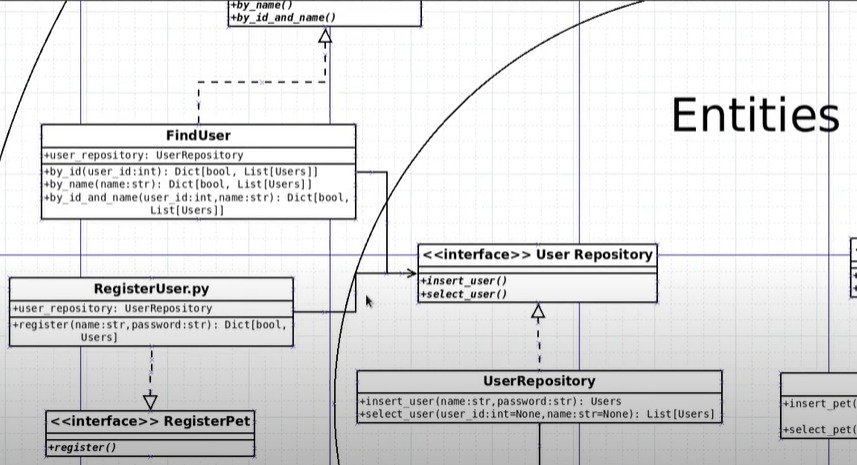 +by_name()
+by_id_and_name()
Entities
FindUser
+user_repository: UserRepository
+by_id(user_id:int): Dict[bool, List[Users]]
+by_name(name:str): Dict[bool, List[Users]]
+by_id_and_name(user_id:int,name:str): Dict[bool,
List[Users]]
<<interface>> User Repository
+insert_user()
+select_user()
RegisterUser.py
+user_repository: UserRepository
+register(name:str,password:str): Dict[bool,
Users]
UserRepository
+insert_user(name:str,password:str): Users
+select_user(user_id:int=None,name:str=None): List[Users]
+insert_pet(
+select_pet(
<<interface>> RegisterPet
+register()